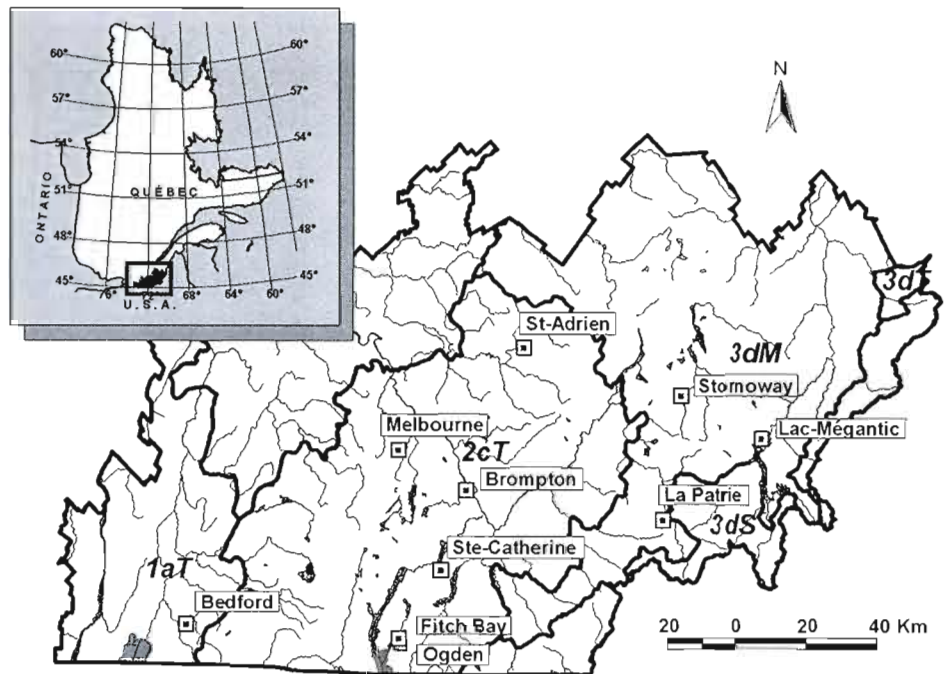 60°
60°
57°
57°
54°
54°
51°
51°
48°
48°
45°
45°
76°
72°
68°
64°
60°
ONTARIO
QUÉBEC
U.S.A.
N
3dT
St-Adrien
3dM
Stornoway
Melbourne
Lac-Mégantic
2cT
Brompton
La Patrie
3dS
Ste-Catherine
1aT
Bedford
Fitch Bay
Ogden
20 0 20 40 Km